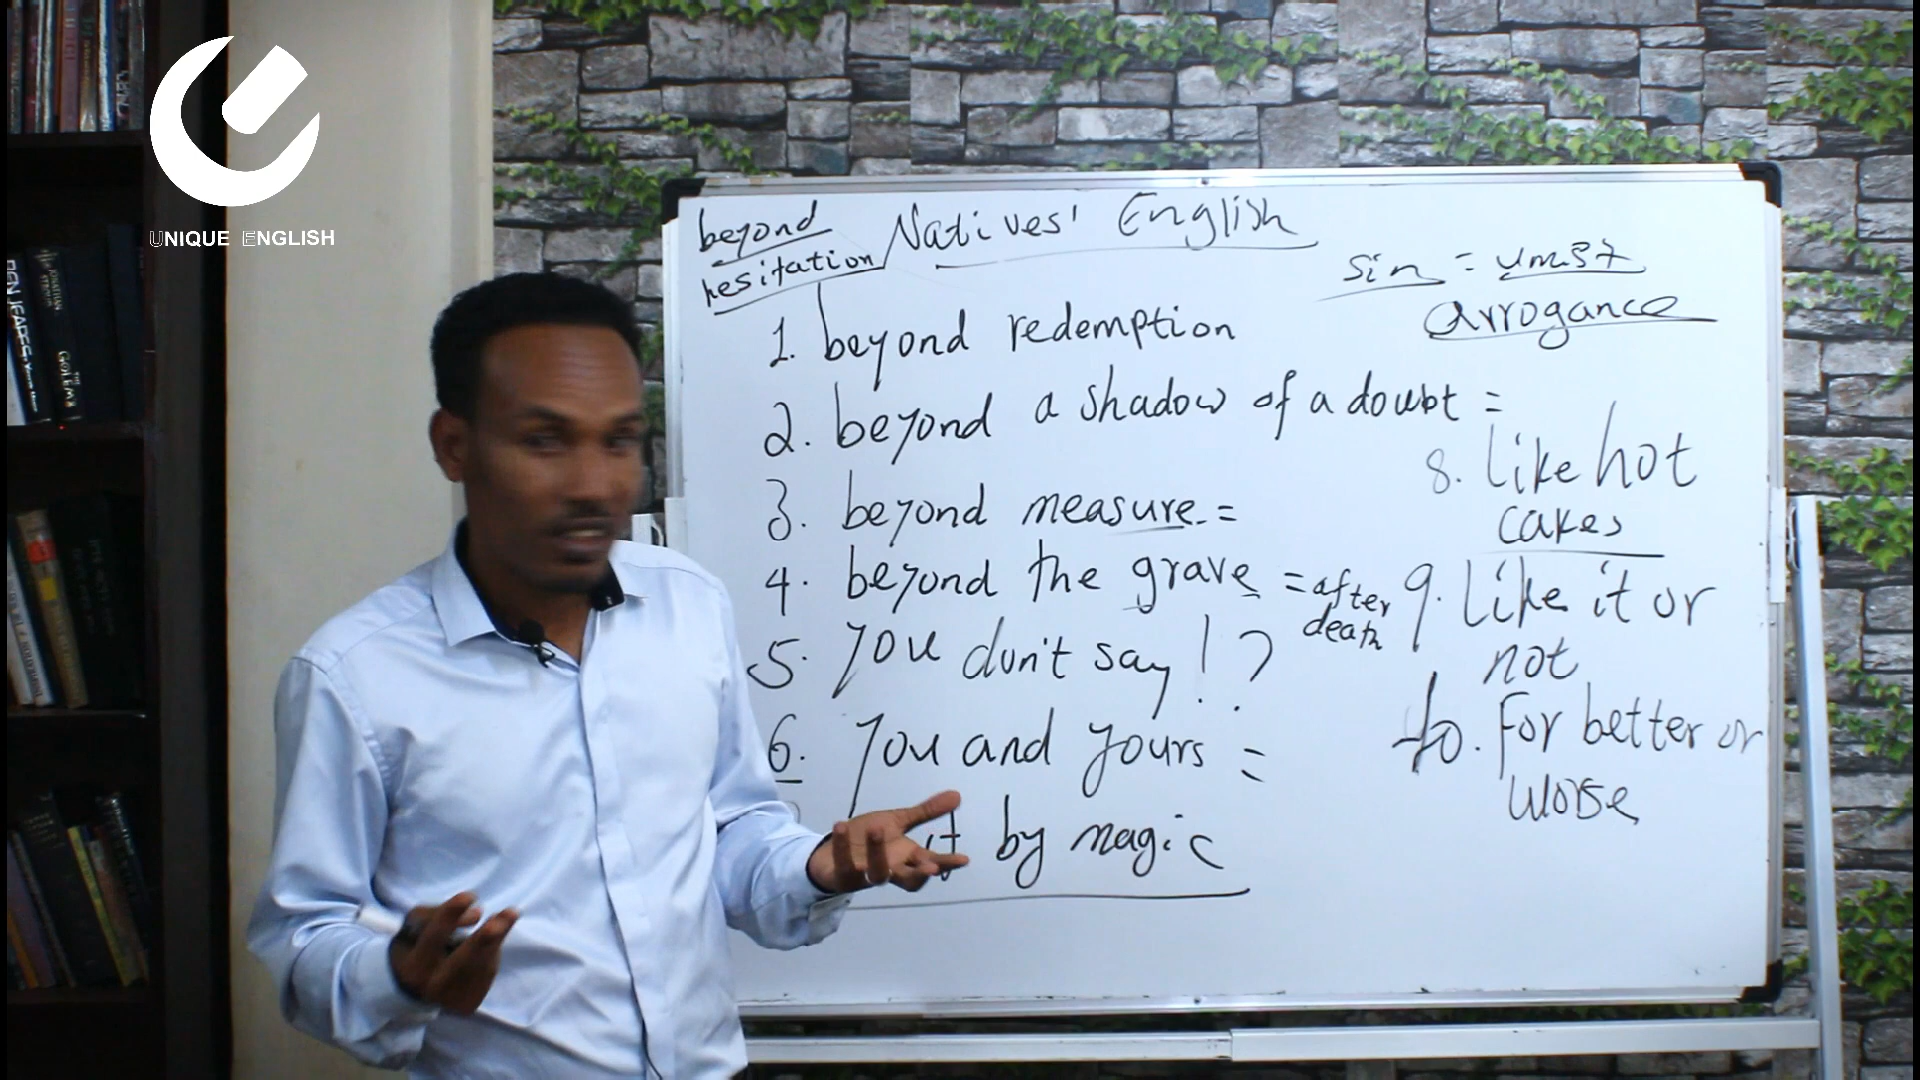 UNIQUE ENGLISH
beyond
hesitation
Natives' English
sin =
arrogance
1. beyond redemption
2. beyond a shadow of a doubt =
3. beyond measure =
4. beyond the grave = after
death
5. You don't say!?
6. You and yours =
by magic
8. Like hot
cakes
9. Like it or
not
10. For better or
worse
GOLEM